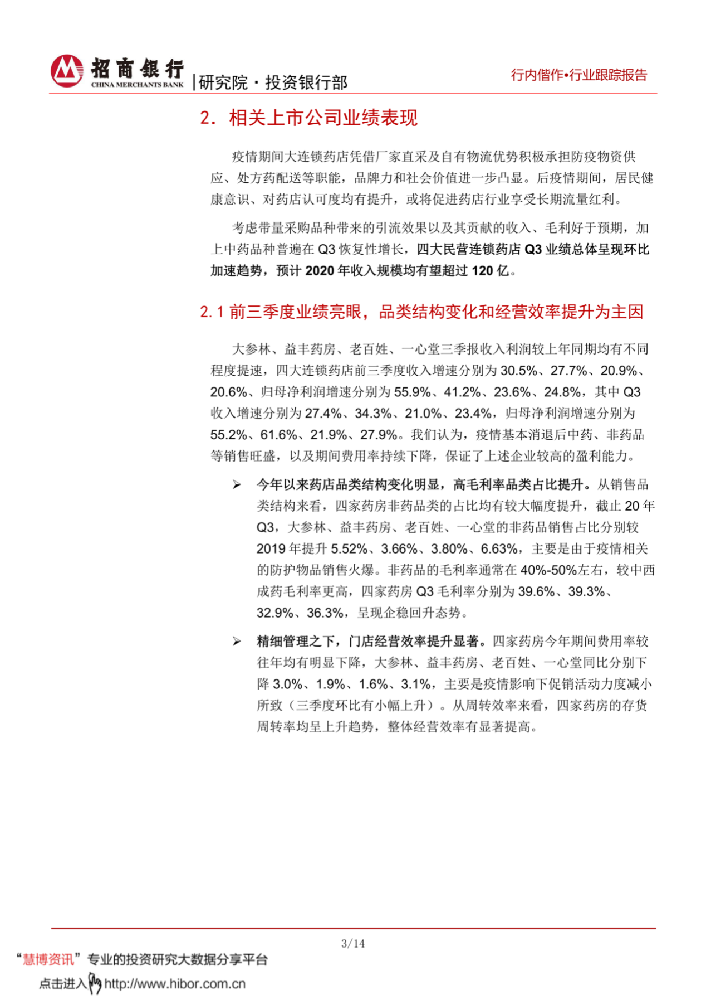 招商银行
CHINA MERCHANTS BANK
|研究院·投资银行部
行内偕作•行业跟踪报告
2. 相关上市公司业绩表现
疫情期间大连锁药店凭借厂家直采及自有物流优势积极承担防疫物资供
应、处方药配送等职能，品牌力和社会价值进一步凸显。后疫情期间，居民健
康意识、对药店认可度均有提升，或将促进药店行业享受长期流量红利。
考虑带量采购品种带来的引流效果以及其贡献的收入、毛利好于预期，加
上中药品种普遍在 Q3 恢复性增长，四大民营连锁药店 Q3 业绩总体呈现环比
加速趋势，预计 2020 年收入规模均有望超过 120 亿。
2.1 前三季度业绩亮眼，品类结构变化和经营效率提升为主因
大参林、益丰药房、老百姓、一心堂三季报收入利润较上年同期均有不同
程度提速，四大连锁药店前三季度收入增速分别为 30.5%、27.7%、20.9%、
20.6%、归母净利润增速分别为 55.9%、41.2%、23.6%、24.8%，其中 Q3
收入增速分别为 27.4%、34.3%、21.0%、23.4%，归母净利润增速分别为
55.2%、61.6%、21.9%、27.9%。我们认为，疫情基本消退后中药、非药品
等销售旺盛，以及期间费用率持续下降，保证了上述企业较高的盈利能力。
➢ 今年以来药店品类结构变化明显，高毛利率品类占比提升。从销售品
类结构来看，四家药房非药品类的占比均有较大幅度提升，截止 20 年
Q3，大参林、益丰药房、老百姓、一心堂的非药品销售占比分别较
2019 年提升 5.52%、3.66%、3.80%、6.63%，主要是由于疫情相关
的防护物品销售火爆。非药品的毛利率通常在 40%-50%左右，较中西
成药毛利率更高，四家药房 Q3 毛利率分别为 39.6%、39.3%、
32.9%、36.3%，呈现企稳回升态势。
➢ 精细管理之下，门店经营效率提升显著。四家药房今年期间费用率较
往年均有明显下降，大参林、益丰药房、老百姓、一心堂同比分别下
降 3.0%、1.9%、1.6%、3.1%，主要是疫情影响下促销活动力度减小
所致（三季度环比有小幅上升）。从周转效率来看，四家药房的存货
周转率均呈上升趋势，整体经营效率有显著提高。
3/14
“慧博资讯”专业的投资研究大数据分享平台
点击进入 http://www.hibor.com.cn